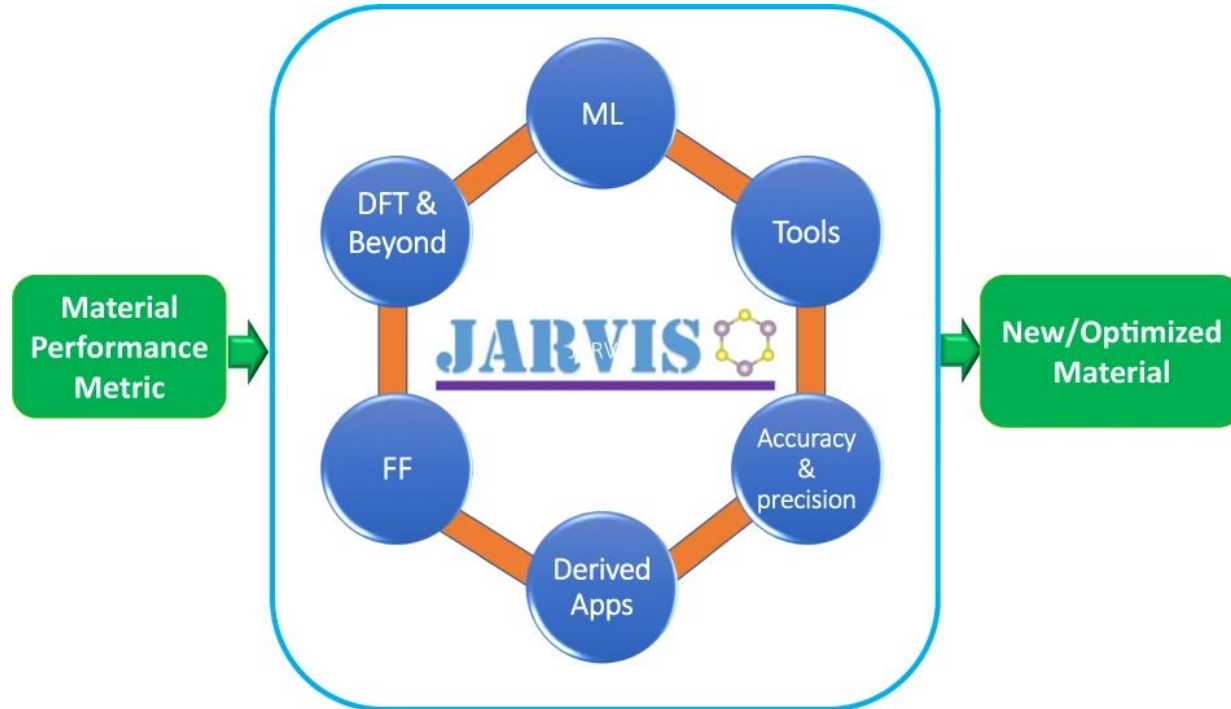 ML
DFT &
Beyond
Tools
Material
Performance
Metric
JARVIS
New/Optimized
Material
FF
Accuracy
&
precision
Derived
Apps